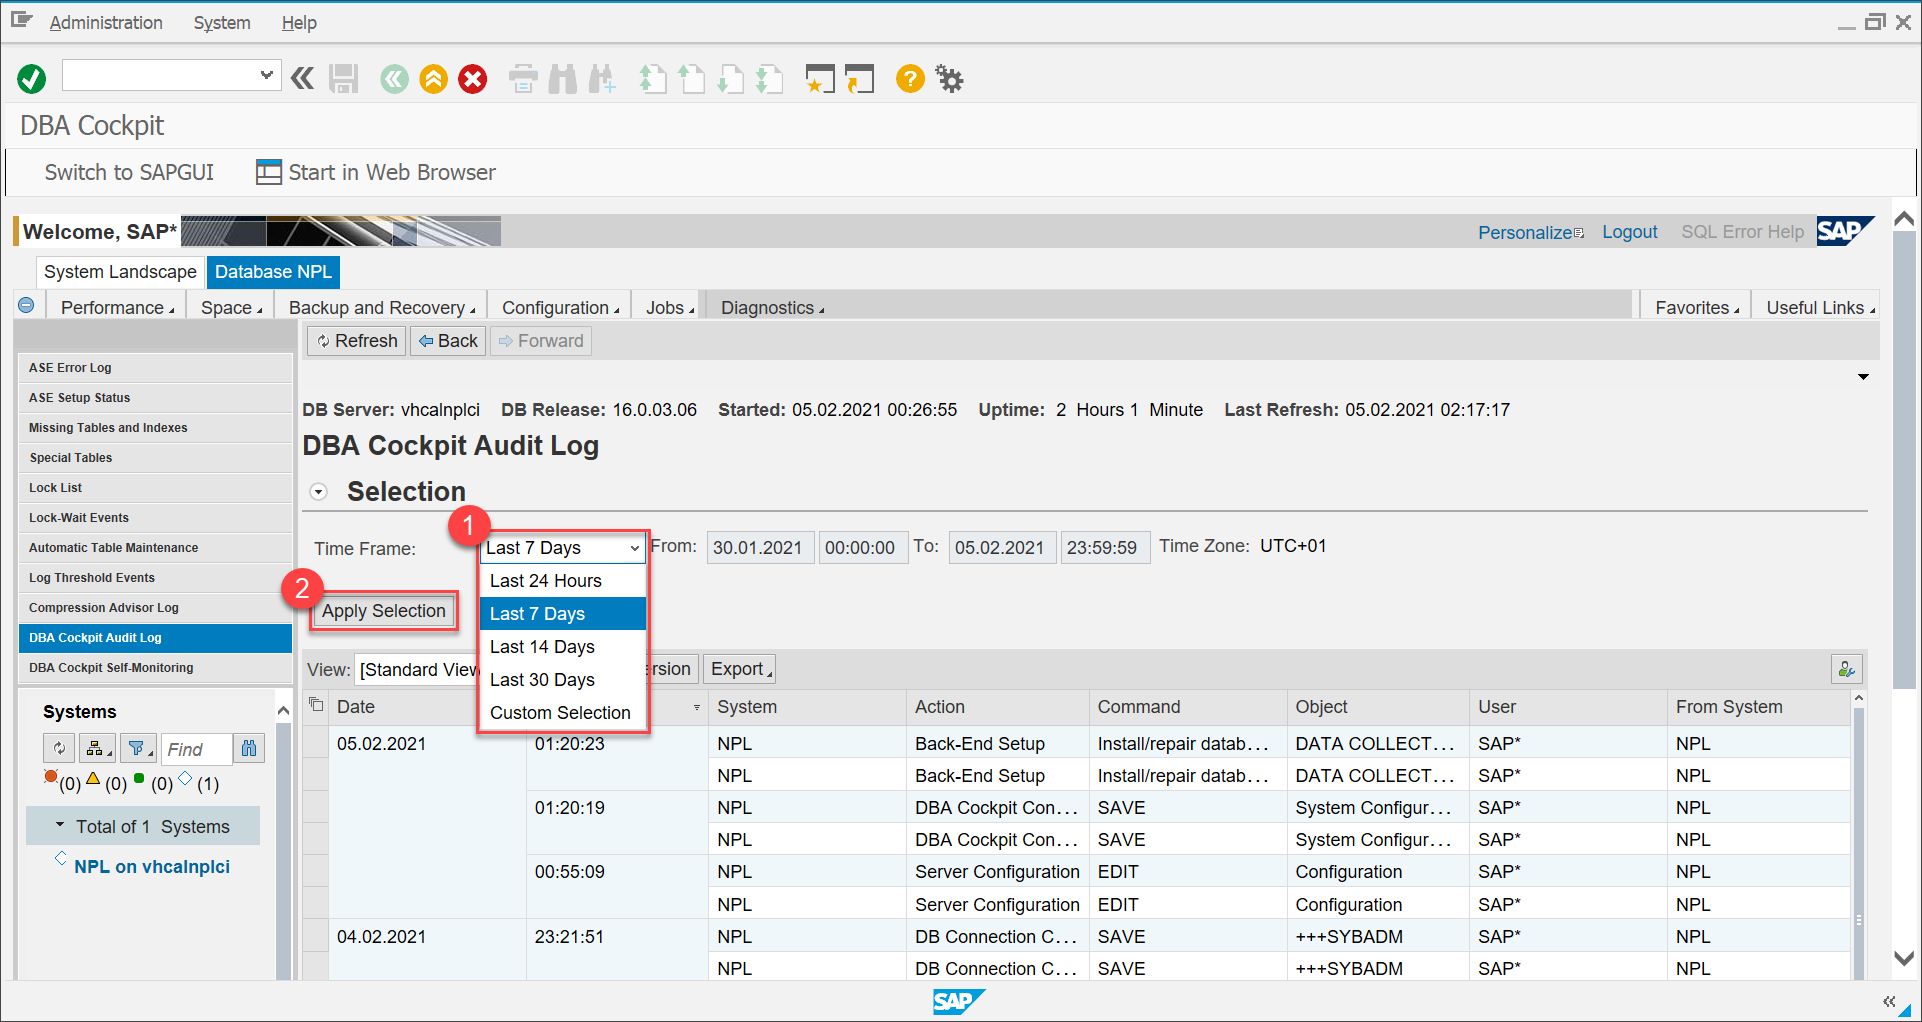 Administration System Help
DBA Cockpit
Switch to SAPGUI Start in Web Browser
Welcome, SAP* Personalize Logout SQL Error Help SAP
System Landscape Database NPL
Performance Space Backup and Recovery Configuration Jobs Diagnostics Favorites Useful Links
Refresh Back Forward
ASE Error Log
ASE Setup Status
Missing Tables and Indexes
Special Tables
Lock List
Lock-Wait Events
Automatic Table Maintenance
Log Threshold Events
Compression Advisor Log
DBA Cockpit Audit Log
DBA Cockpit Self-Monitoring
DB Server: vhcalnplci DB Release: 16.0.03.06 Started: 05.02.2021 00:26:55 Uptime: 2 Hours 1 Minute Last Refresh: 05.02.2021 02:17:17
DBA Cockpit Audit Log
Selection
1
Time Frame: Last 7 Days From: 30.01.2021 00:00:00 To: 05.02.2021 23:59:59 Time Zone: UTC+01
Last 24 Hours
Last 7 Days
Last 14 Days
Last 30 Days
Custom Selection
2
Apply Selection
View: [Standard View rsion Export
Date System Action Command Object User From System
05.02.2021 01:20:23 NPL Back-End Setup Install/repair datab... DATA COLLECT... SAP* NPL
NPL Back-End Setup Install/repair datab... DATA COLLECT... SAP* NPL
01:20:19 NPL DBA Cockpit Con... SAVE System Configur... SAP* NPL
NPL DBA Cockpit Con... SAVE System Configur... SAP* NPL
00:55:09 NPL Server Configuration EDIT Configuration SAP* NPL
NPL Server Configuration EDIT Configuration SAP* NPL
04.02.2021 23:21:51 NPL DB Connection C... SAVE +++SYBADM SAP* NPL
NPL DB Connection C... SAVE +++SYBADM SAP* NPL
Systems
Find
(0) (0) (0) (1)
Total of 1 Systems
NPL on vhcalnplci
SAP